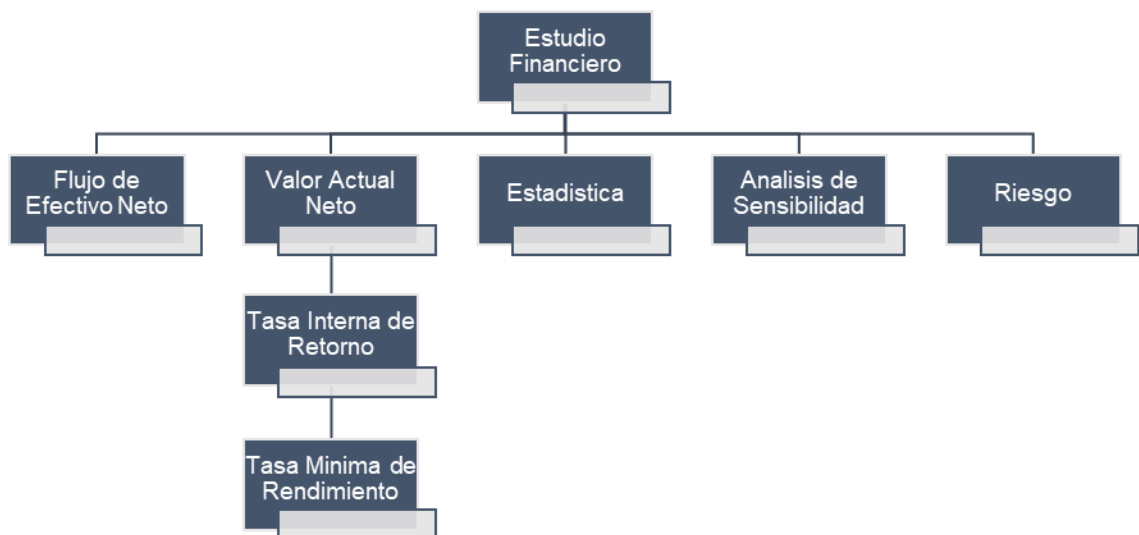 Estudio
Financiero
Flujo de
Efectivo Neto
Valor Actual
Neto
Estadistica
Analisis de
Sensibilidad
Riesgo
Tasa Interna de
Retorno
Tasa Minima de
Rendimiento